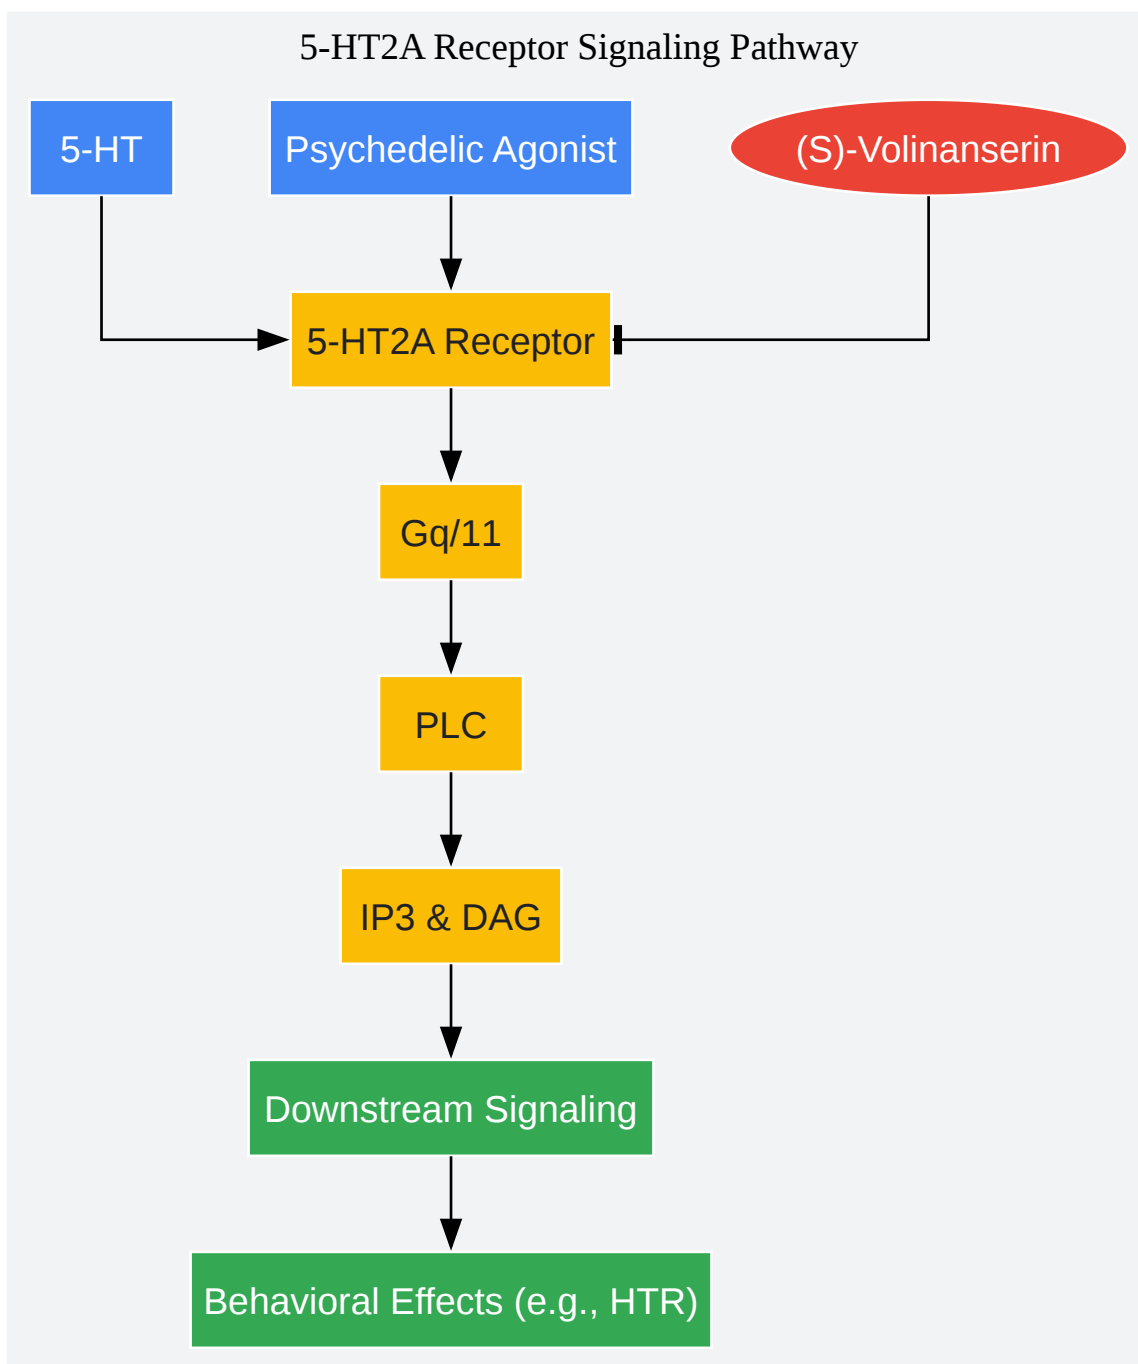 5-HT2A Receptor Signaling Pathway
5-HT
Psychedelic Agonist
(S)-Volinanserin
5-HT2A Receptor
Gq/11
PLC
IP3 & DAG
Downstream Signaling
Behavioral Effects (e.g., HTR)